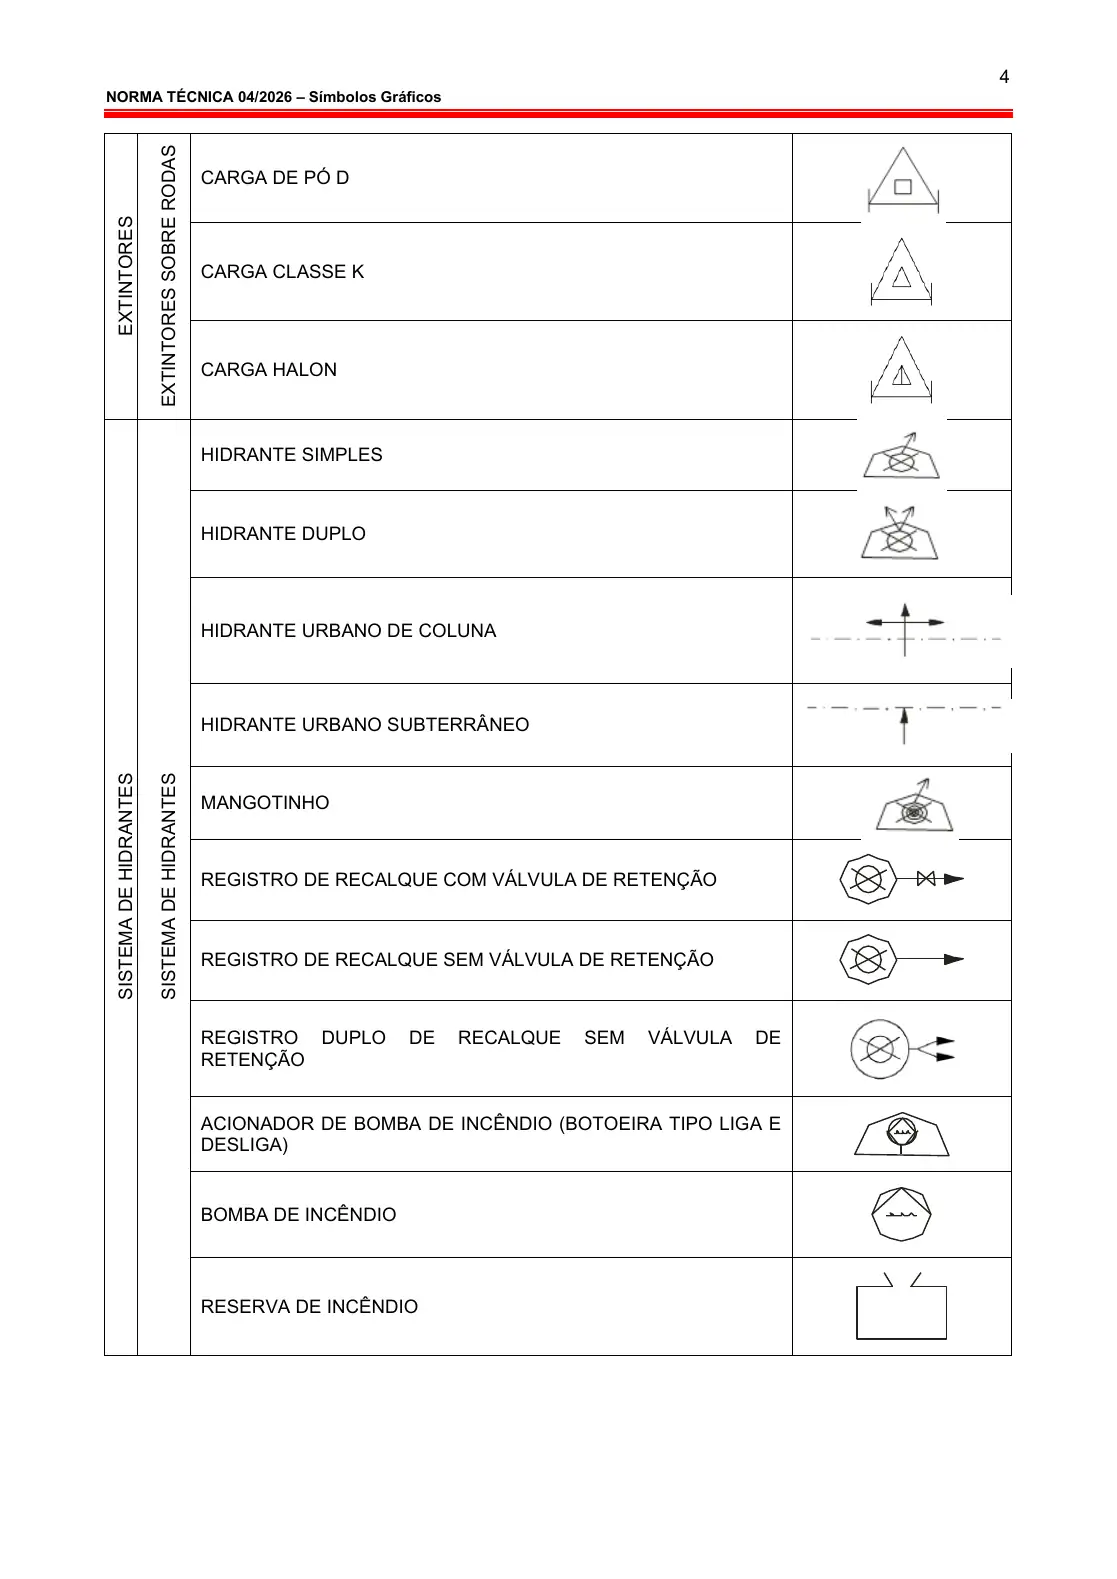 4
NORMA TÉCNICA 04/2026 – Símbolos Gráficos
EXTINTORES
EXTINTORES SOBRE RODAS
CARGA DE PÓ D
CARGA CLASSE K
CARGA HALON
SISTEMA DE HIDRANTES
SISTEMA DE HIDRANTES
HIDRANTE SIMPLES
HIDRANTE DUPLO
HIDRANTE URBANO DE COLUNA
HIDRANTE URBANO SUBTERRÂNEO
MANGOTINHO
REGISTRO DE RECALQUE COM VÁLVULA DE RETENÇÃO
REGISTRO DE RECALQUE SEM VÁLVULA DE RETENÇÃO
REGISTRO DUPLO DE RECALQUE SEM VÁLVULA DE
RETENÇÃO
ACIONADOR DE BOMBA DE INCÊNDIO (BOTOEIRA TIPO LIGA E
DESLIGA)
BOMBA DE INCÊNDIO
RESERVA DE INCÊNDIO